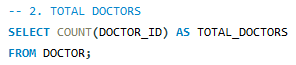 -- 2. TOTAL DOCTORS
SELECT COUNT(DOCTOR_ID) AS TOTAL_DOCTORS
FROM DOCTOR;